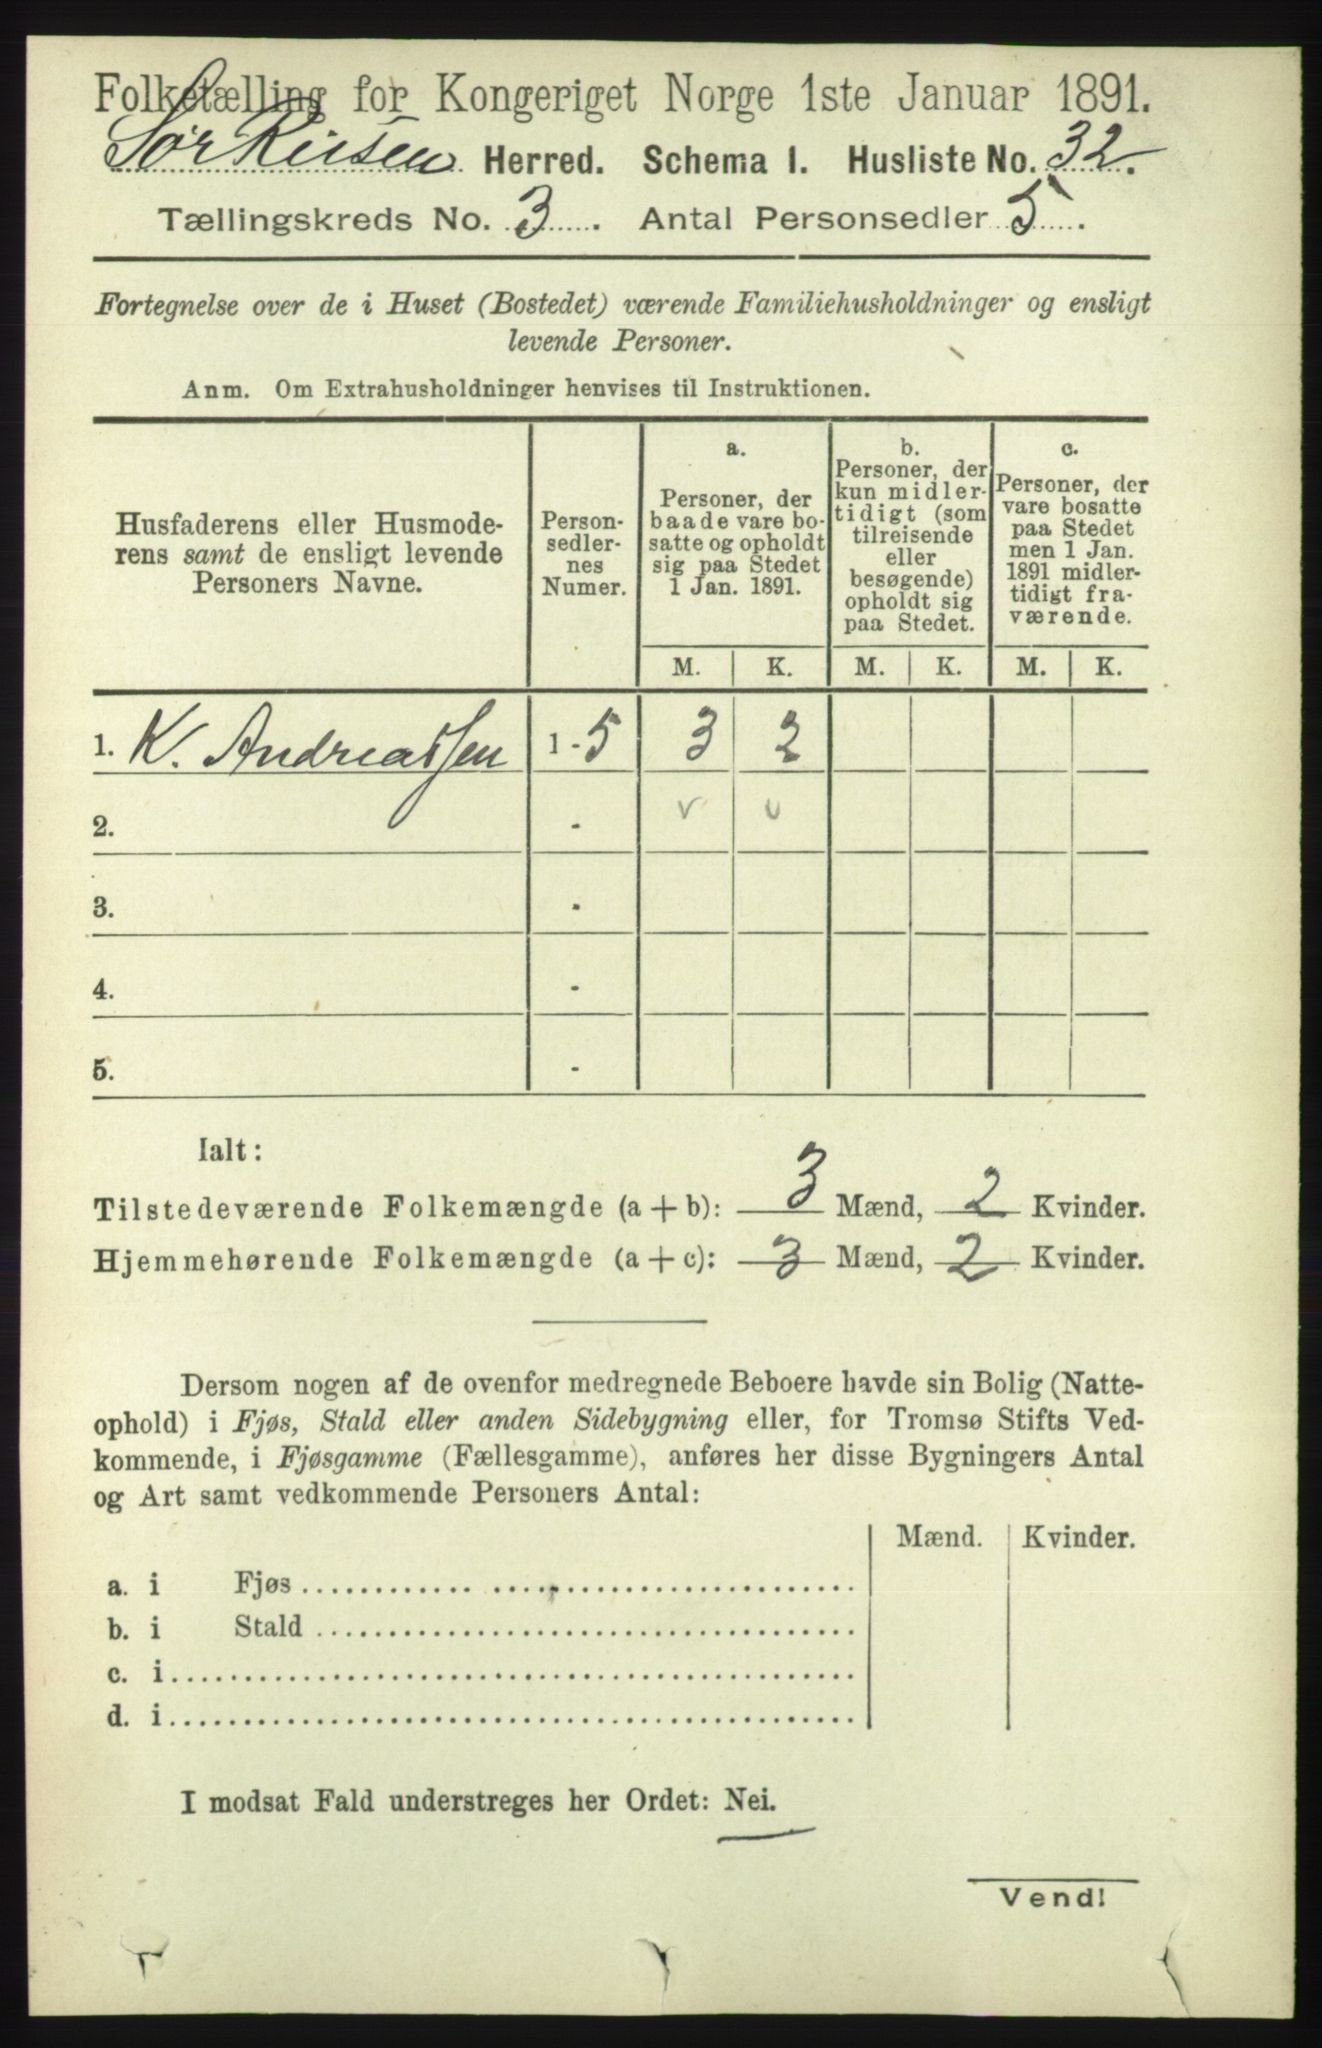 Folketælling for Kongeriget Norge 1ste Januar 1891.
Sør Reisen Herred. Schema 1. Husliste No. 32.
Tællingskreds No. 3. Antal Personsedler 5.
Fortegnelse over de i Huset (Bostedet) værende Familiehusholdninger og ensligt
levende Personer.
Anm. Om Extrahusholdninger henvises til Instruktionen.
Husfaderens eller Husmode-
rens samt de ensligt levende
Personers Navne.
Person-
sedler-
nes
Numer.
a.
Personer, der
baade vare bo-
satte og opholdt
sig paa Stedet
1 Jan. 1891.
b.
Personer, der
kun midler-
tidigt (som
tilreisende
eller
besøgende)
opholdt sig
paa Stedet.
c.
Personer, der
vare bosatte
paa Stedet
men 1 Jan.
1891 midler-
tidigt fra-
værende.
M. K. M. K. M. K.
1. K. Andreassen 1 - 5 3 2
2. - v v
3. -
4. -
5. -
Ialt:
Tilstedeværende Folkemængde (a + b): 3 Mænd, 2 Kvinder.
Hjemmehørende Folkemængde (a + c): 3 Mænd, 2 Kvinder.
Dersom nogen af de ovenfor medregnede Beboere havde sin Bolig (Natte-
ophold) i Fjøs, Stald eller anden Sidebygning eller, for Tromsø Stifts Ved-
kommende, i Fjøsgamme (Fællesgamme), anføres her disse Bygningers Antal
og Art samt vedkommende Personers Antal:
Mænd. Kvinder.
a. i Fjøs
b. i Stald
c. i
d. i
I modsat Fald understreges her Ordet: Nei.
Vend!